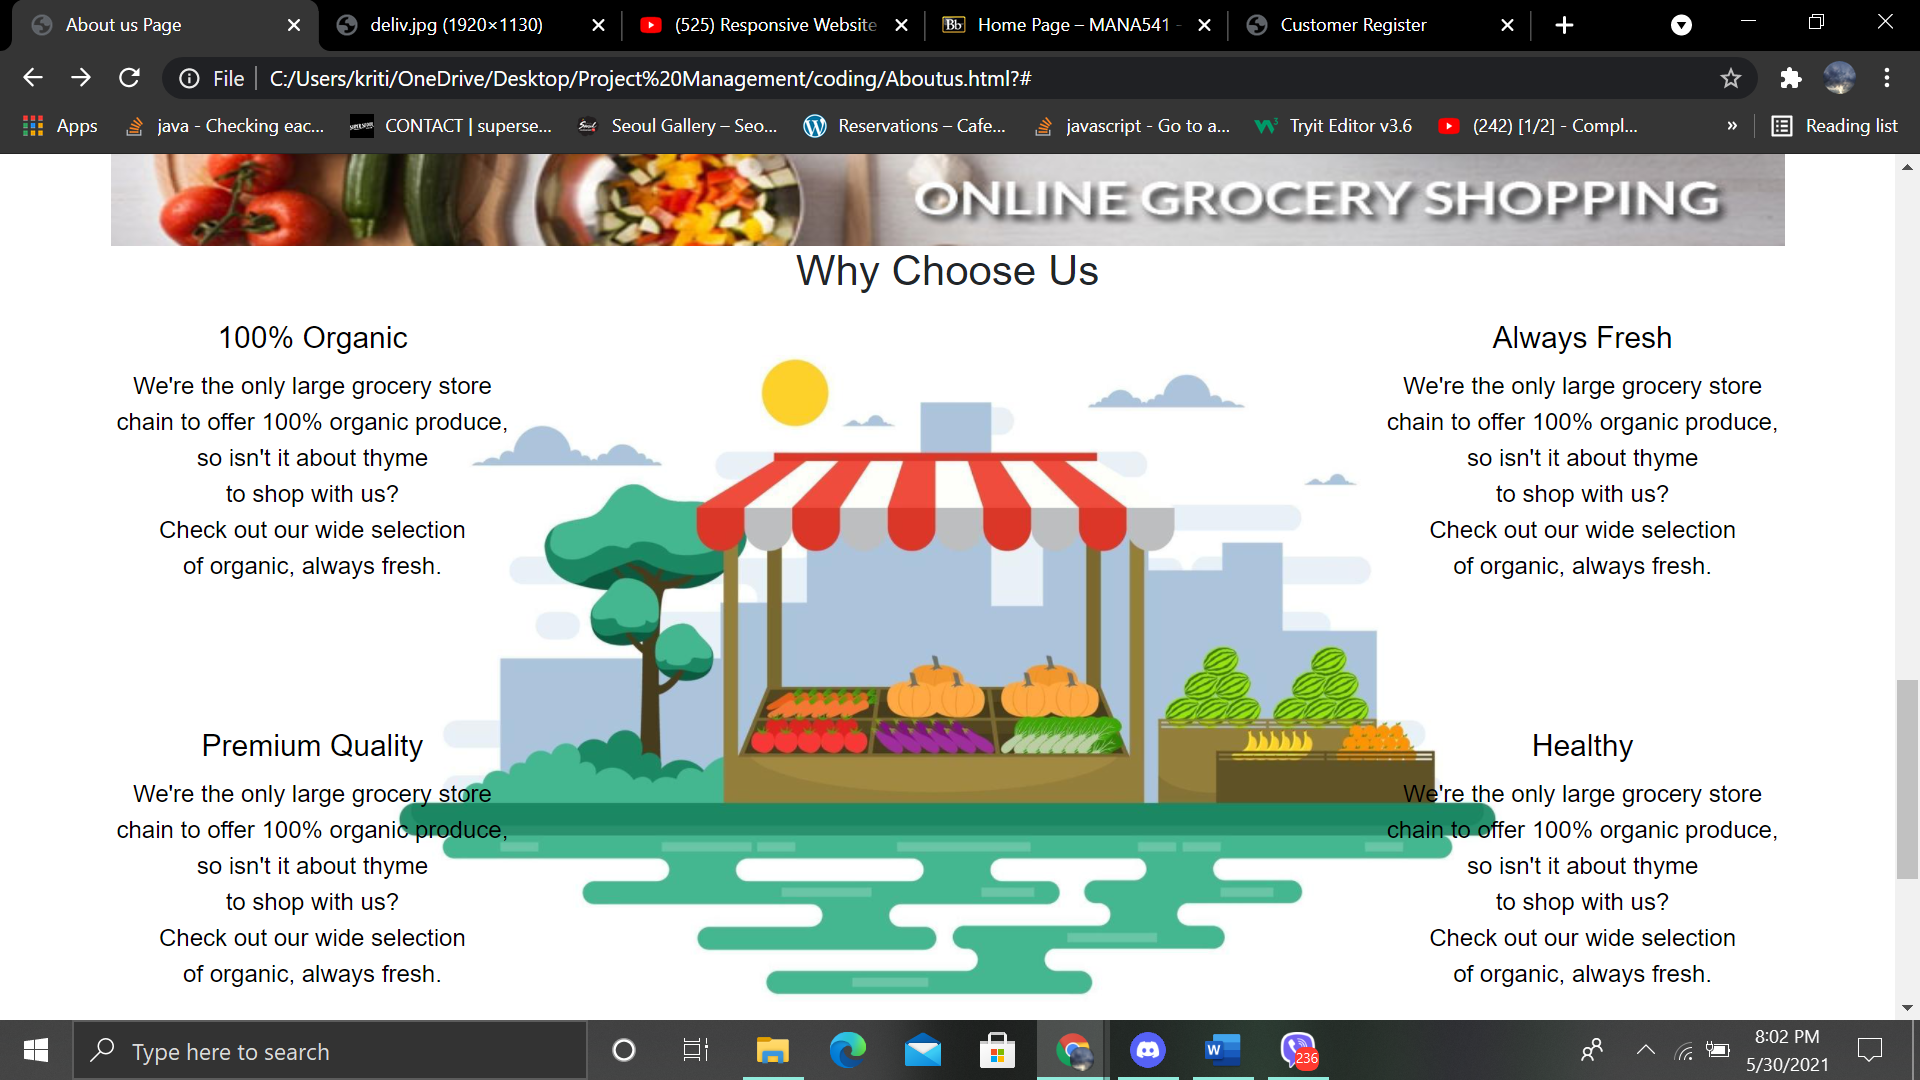 About us Page
deliv.jpg (1920×1130)
(525) Responsive Website
Home Page – MANA541 -
Customer Register
File
C:/Users/kriti/OneDrive/Desktop/Project%20Management/coding/Aboutus.html?#
Apps
java - Checking eac...
CONTACT | superse...
Seoul Gallery – Seo...
Reservations – Cafe...
javascript - Go to a...
Tryit Editor v3.6
(242) [1/2] - Compl...
»
Reading list
ONLINE GROCERY SHOPPING
Why Choose Us
100% Organic
We're the only large grocery store
chain to offer 100% organic produce,
so isn't it about thyme
to shop with us?
Check out our wide selection
of organic, always fresh.
Always Fresh
We're the only large grocery store
chain to offer 100% organic produce,
so isn't it about thyme
to shop with us?
Check out our wide selection
of organic, always fresh.
Premium Quality
We're the only large grocery store
chain to offer 100% organic produce,
so isn't it about thyme
to shop with us?
Check out our wide selection
of organic, always fresh.
Healthy
We're the only large grocery store
chain to offer 100% organic produce,
so isn't it about thyme
to shop with us?
Check out our wide selection
of organic, always fresh.
Type here to search
236
8:02 PM
5/30/2021